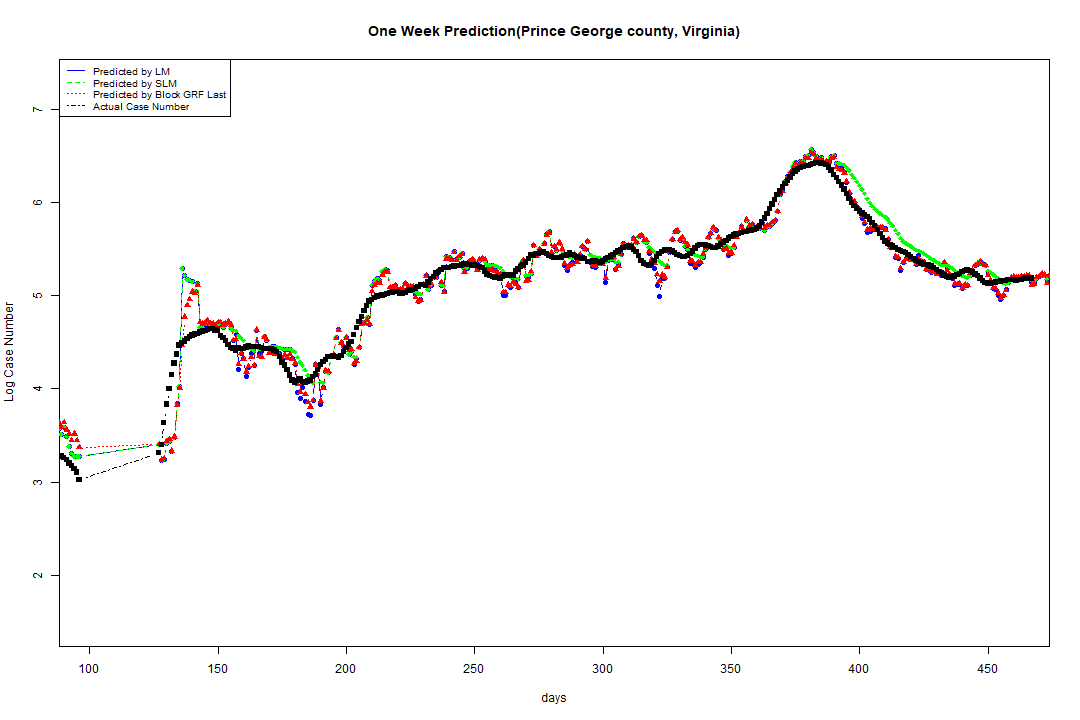 One Week Prediction(Prince George county, Virginia)
Predicted by LM
Predicted by SLM
Predicted by Block GRF Last
Actual Case Number
7
6
5
4
3
2
Log Case Number
100 150 200 250 300 350 400 450
days